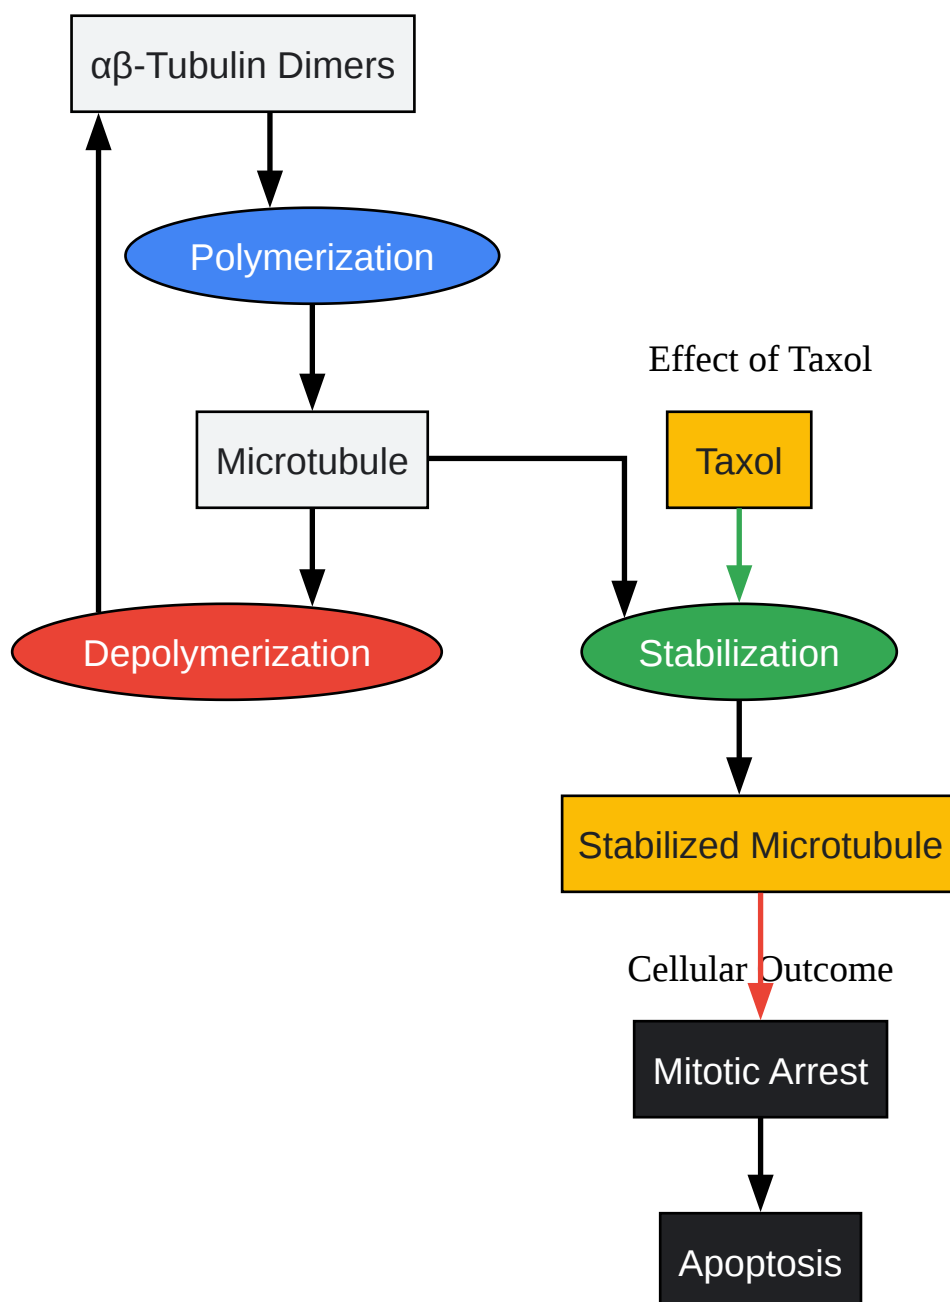 αβ-Tubulin Dimers
Polymerization
Effect of Taxol
Microtubule
Taxol
Depolymerization
Stabilization
Stabilized Microtubule
Cellular Outcome
Mitotic Arrest
Apoptosis